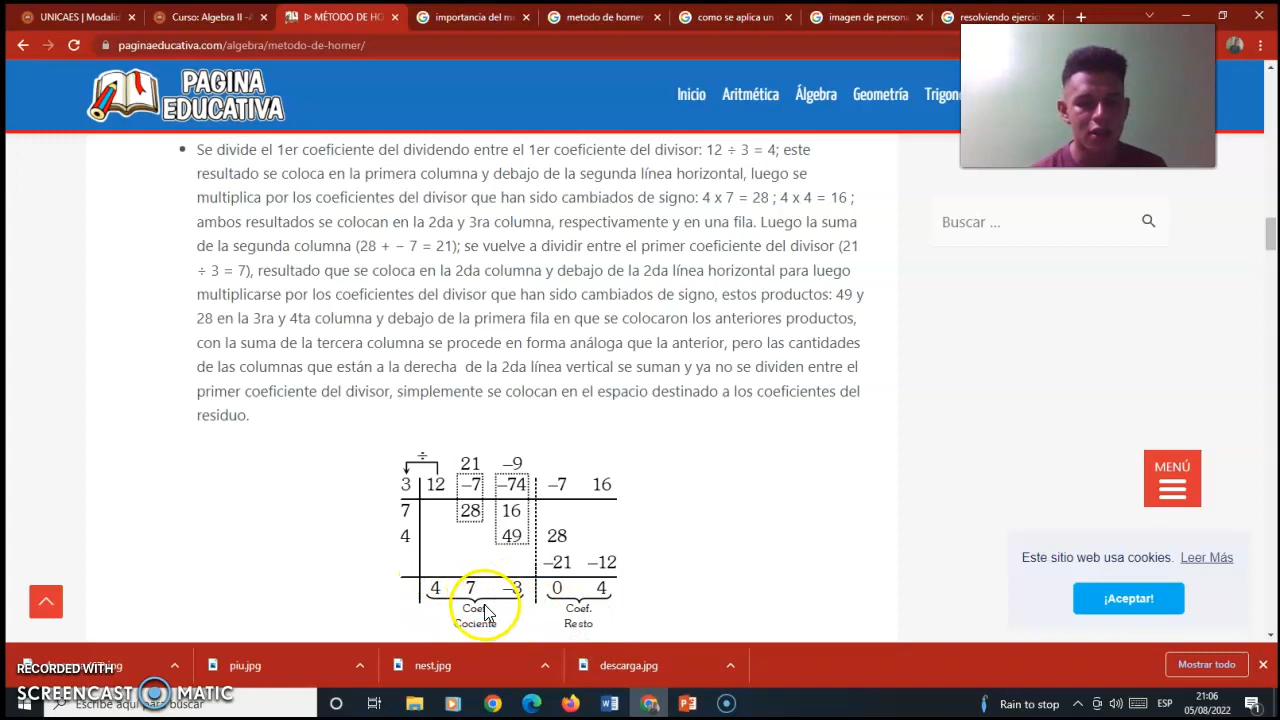 UNICAES | Modalid
Curso: Algebra II -A
▷ MÉTODO DE HO
importancia del m
metodo de horner
como se aplica un
imagen de persona
resolviendo ejercic
paginaeducativa.com/algebra/metodo-de-horner/
PAGINA
EDUCATIVA
Inicio Aritmética Álgebra Geometría Trigon
• Se divide el 1er coeficiente del dividendo entre el 1er coeficiente del divisor: 12 ÷ 3 = 4; este
resultado se coloca en la primera columna y debajo de la segunda línea horizontal, luego se
multiplica por los coeficientes del divisor que han sido cambiados de signo: 4 x 7 = 28 ; 4 x 4 = 16 ;
ambos resultados se colocan en la 2da y 3ra columna, respectivamente y en una fila. Luego la suma
de la segunda columna (28 + − 7 = 21); se vuelve a dividir entre el primer coeficiente del divisor (21
÷ 3 = 7), resultado que se coloca en la 2da columna y debajo de la 2da línea horizontal para luego
multiplicarse por los coeficientes del divisor que han sido cambiados de signo, estos productos: 49 y
28 en la 3ra y 4ta columna y debajo de la primera fila en que se colocaron los anteriores productos,
con la suma de la tercera columna se procede en forma análoga que la anterior, pero las cantidades
de las columnas que están a la derecha de la 2da línea vertical se suman y ya no se dividen entre el
primer coeficiente del divisor, simplemente se colocan en el espacio destinado a los coeficientes del
residuo.
Buscar ...
MENÚ
÷ 21 –9
3 12 –7 –74 –7 16
7 28 16
4 49 28
–21 –12
4 7 –3 0 4
Coef. Coef.
Cociente Resto
Este sitio web usa cookies. Leer Más
¡Aceptar!
piu.jpg
nest.jpg
descarga.jpg
Mostrar todo
RECORDED WITH
SCREENCAST MATIC
Escribe aquí para buscar
Rain to stop
ESP
21:06
05/08/2022